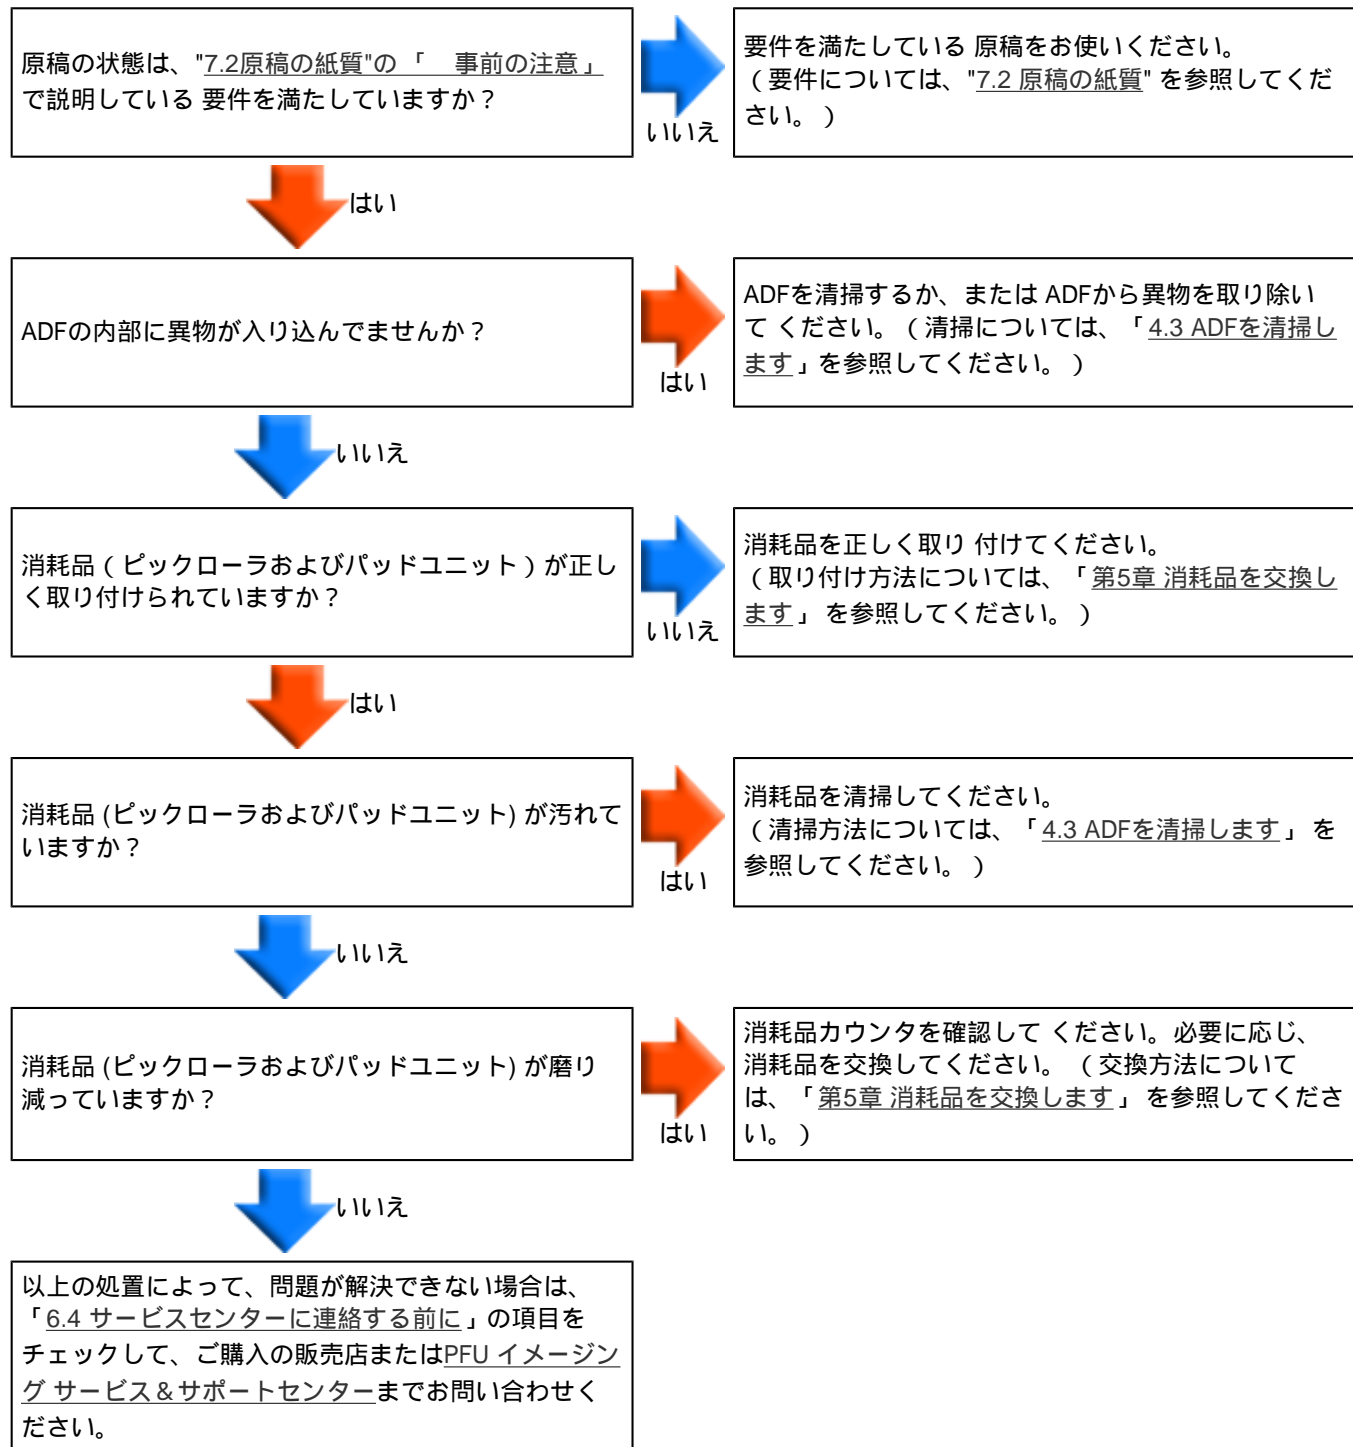 原稿の状態は、"7.2原稿の紙質"の「　事前の注意」
で説明している 要件を満たしていますか？
いいえ
要件を満たしている 原稿をお使いください。
（要件については、"7.2 原稿の紙質" を参照してくだ
さい。）
はい
ADFの内部に異物が入り込んでませんか？
はい
ADFを清掃するか、または ADFから異物を取り除い
て ください。（清掃については、「4.3 ADFを清掃し
ます」を参照してください。）
いいえ
消耗品（ピックローラおよびパッドユニット）が正し
く取り付けられていますか？
いいえ
消耗品を正しく取り 付けてください。
（取り付け方法については、「第5章 消耗品を交換し
ます」 を参照してください。）
はい
消耗品 (ピックローラおよびパッドユニット) が汚れて
いますか？
はい
消耗品を清掃してください。
（清掃方法については、「4.3 ADFを清掃します」 を
参照してください。）
いいえ
消耗品 (ピックローラおよびパッドユニット) が磨り
減っていますか？
はい
消耗品カウンタを確認して ください。必要に応じ、
消耗品を交換してください。（交換方法について
は、「第5章 消耗品を交換します」 を参照してくださ
い。）
いいえ
以上の処置によって、問題が解決できない場合は、
「6.4 サービスセンターに連絡する前に」の項目を
チェックして、ご購入の販売店またはPFU イメージン
グ サービス＆サポートセンターまでお問い合わせく
ださい。